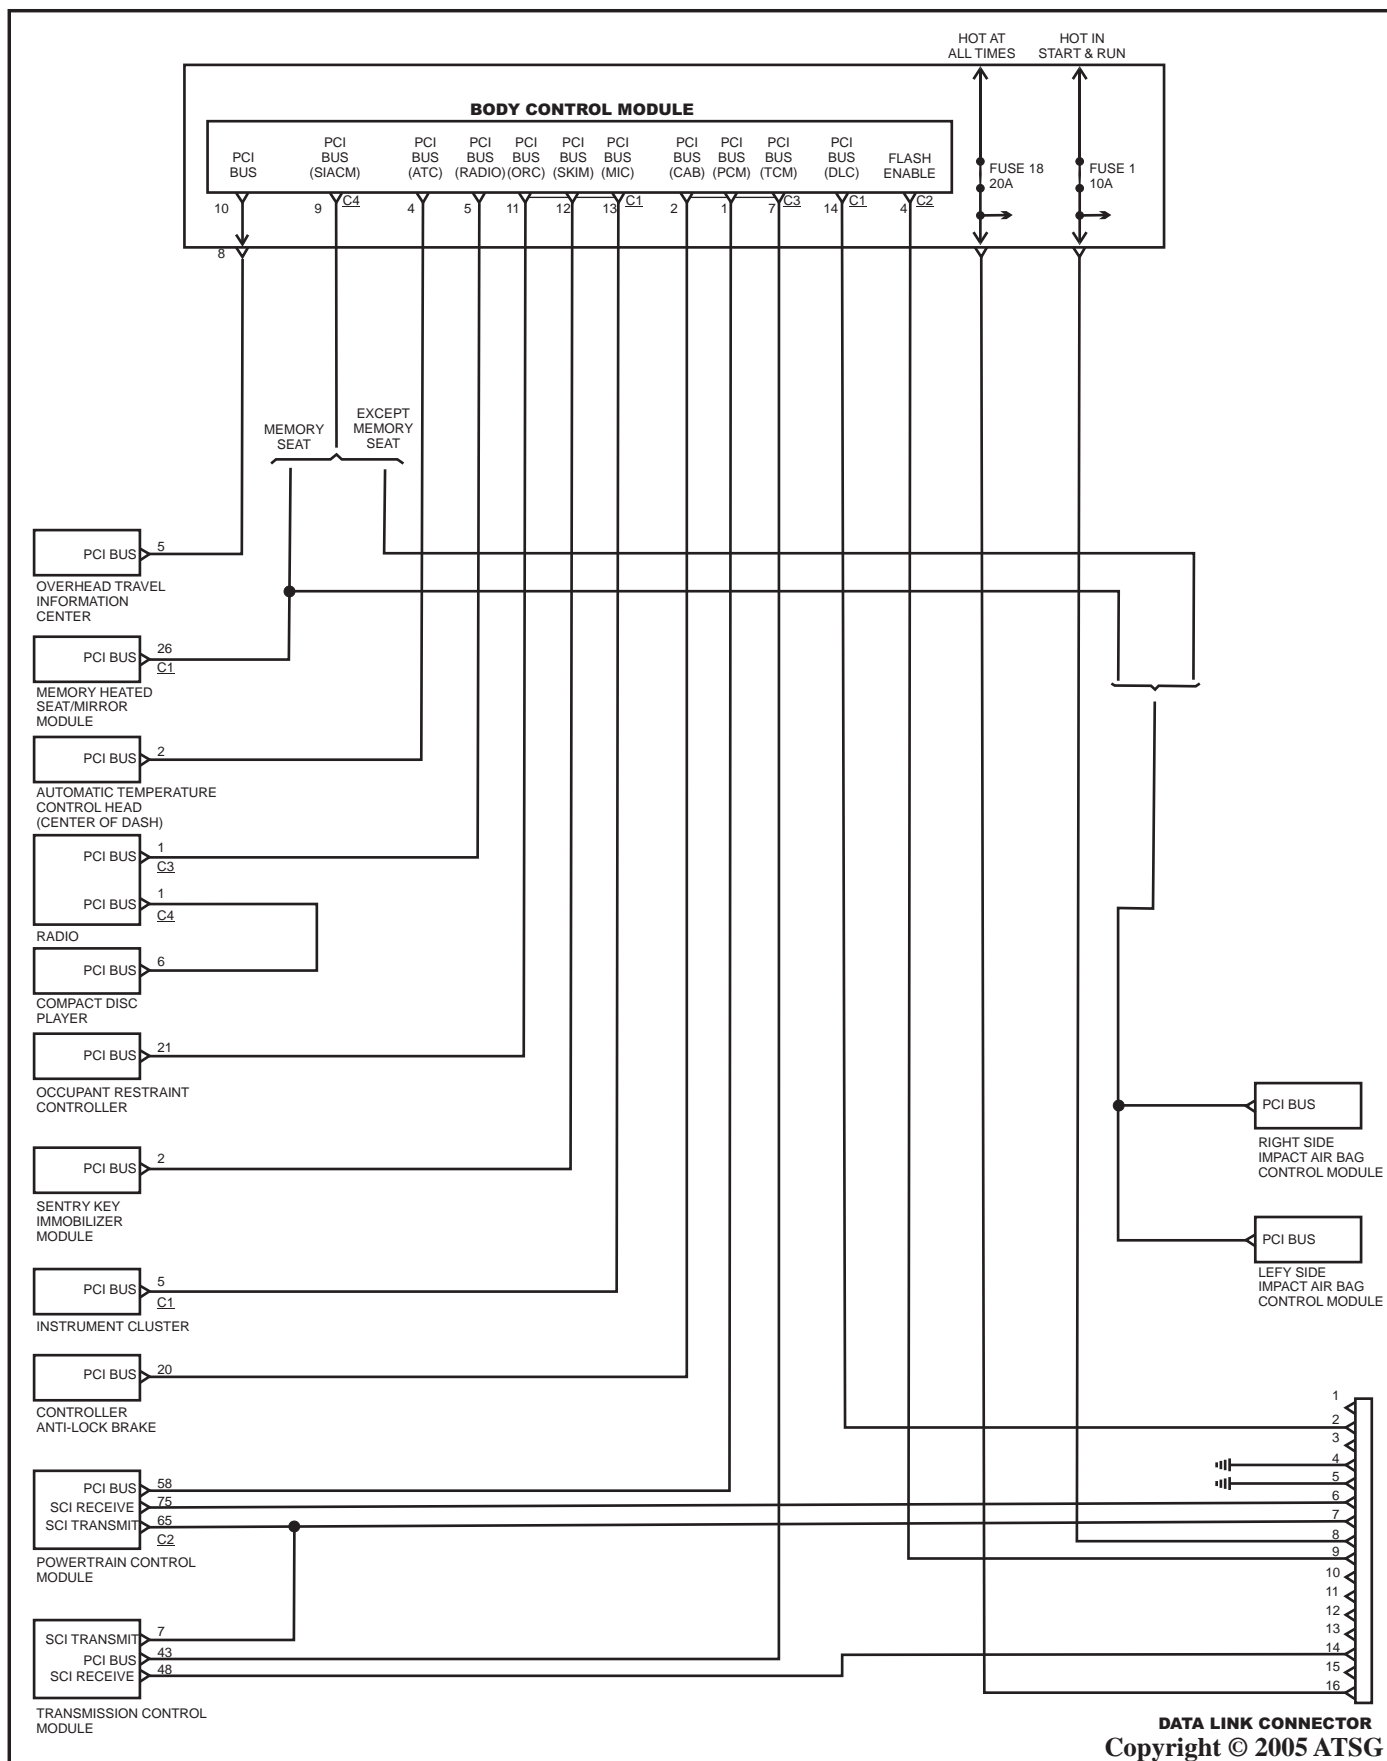 HOT AT
ALL TIMES
HOT IN
START & RUN
BODY CONTROL MODULE
PCI
BUS
PCI
BUS
(SIACM)
PCI
BUS
(ATC)
PCI
BUS
(RADIO)
PCI
BUS
(ORC)
PCI
BUS
(SKIM)
PCI
BUS
(MIC)
PCI
BUS
(CAB)
PCI
BUS
(PCM)
PCI
BUS
(TCM)
PCI
BUS
(DLC)
FLASH
ENABLE
FUSE 18
20A
FUSE 1
10A
10
9
C4
4
5
11
12
13
C1
2
1
7
C3
14
C1
4
C2
8
MEMORY
SEAT
EXCEPT
MEMORY
SEAT
PCI BUS
5
OVERHEAD TRAVEL
INFORMATION
CENTER
PCI BUS
26
C1
MEMORY HEATED
SEAT/MIRROR
MODULE
PCI BUS
2
AUTOMATIC TEMPERATURE
CONTROL HEAD
(CENTER OF DASH)
PCI BUS
1
C3
PCI BUS
1
C4
RADIO
PCI BUS
6
COMPACT DISC
PLAYER
PCI BUS
21
OCCUPANT RESTRAINT
CONTROLLER
PCI BUS
2
SENTRY KEY
IMMOBILIZER
MODULE
PCI BUS
5
C1
INSTRUMENT CLUSTER
PCI BUS
20
CONTROLLER
ANTI-LOCK BRAKE
PCI BUS
58
SCI RECEIVE
75
SCI TRANSMIT
65
C2
POWERTRAIN CONTROL
MODULE
SCI TRANSMIT
7
PCI BUS
43
SCI RECEIVE
48
TRANSMISSION CONTROL
MODULE
PCI BUS
RIGHT SIDE
IMPACT AIR BAG
CONTROL MODULE
PCI BUS
LEFY SIDE
IMPACT AIR BAG
CONTROL MODULE
1
2
3
4
5
6
7
8
9
10
11
12
13
14
15
16
DATA LINK CONNECTOR
Copyright © 2005 ATSG